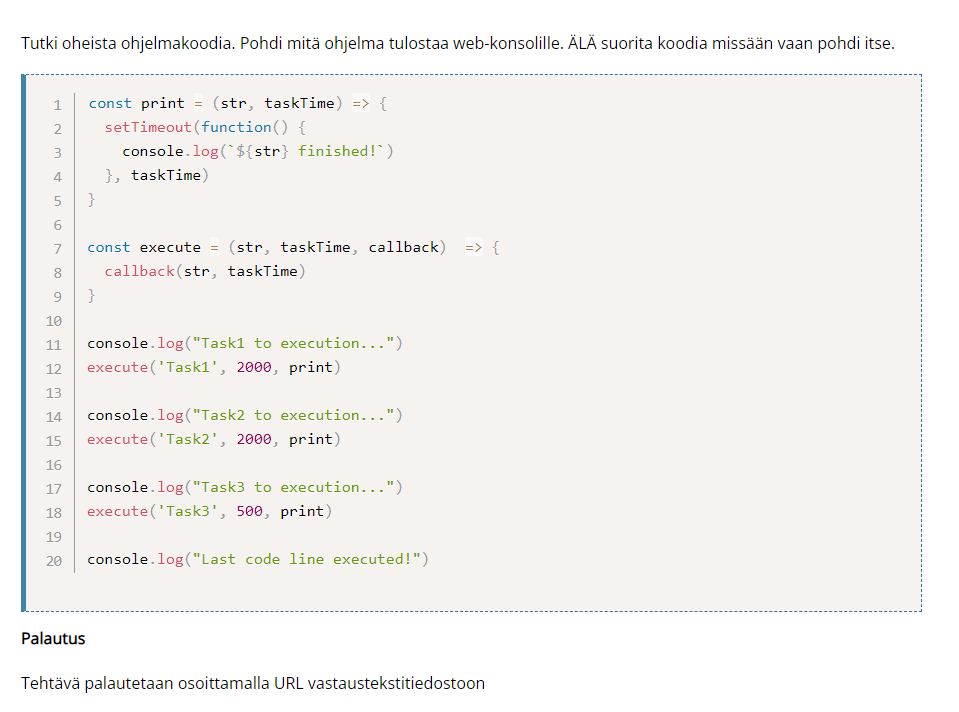 Tutki oheista ohjelmakoodia. Pohdi mitä ohjelma tulostaa web-konsolille. ÄLÄ suorita koodia missään vaan pohdi itse.
1 const print = (str, taskTime) => {
2   setTimeout(function() {
3     console.log(`${str} finished!`)
4   }, taskTime)
5 }
6
7 const execute = (str, taskTime, callback)  => {
8   callback(str, taskTime)
9 }
10
11 console.log("Task1 to execution...")
12 execute('Task1', 2000, print)
13
14 console.log("Task2 to execution...")
15 execute('Task2', 2000, print)
16
17 console.log("Task3 to execution...")
18 execute('Task3', 500, print)
19
20 console.log("Last code line executed!")
Palautus
Tehtävä palautetaan osoittamalla URL vastaustekstitiedostoon